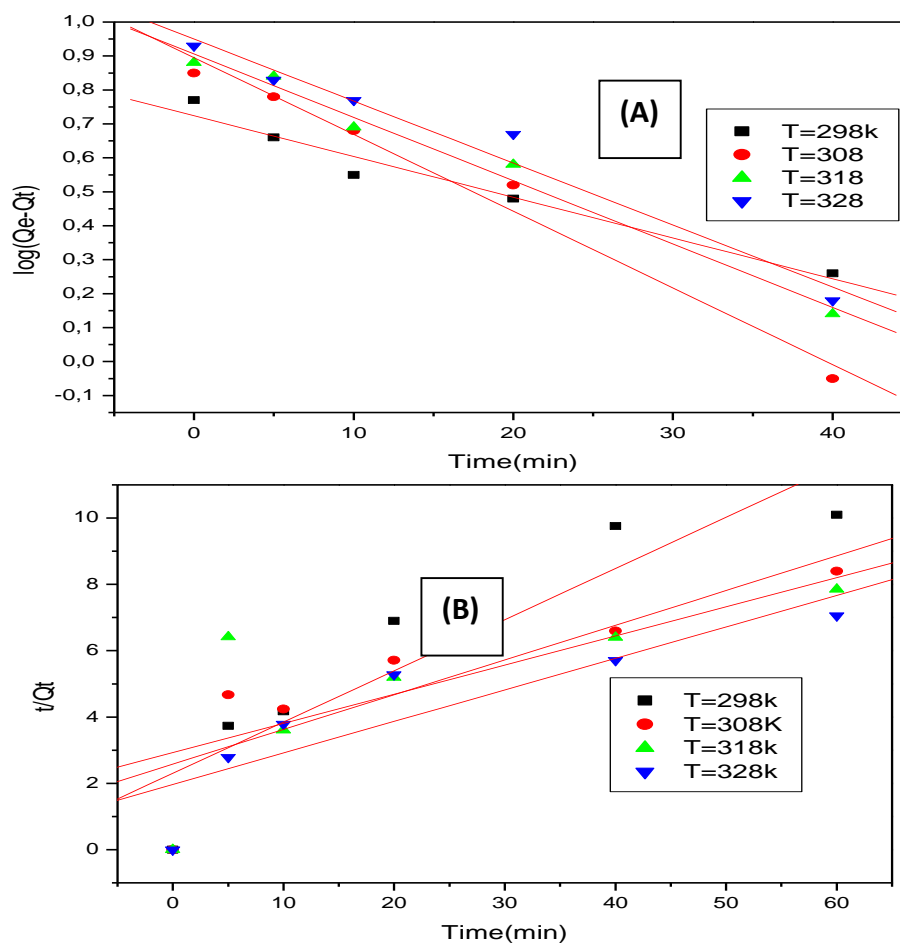 1,0
0,9
0,8
0,7
0,6
0,5
0,4
0,3
0,2
0,1
0,0
-0,1
log(Qe-Qt)
(A)
T=298k
T=308
T=318
T=328
0 10 20 30 40
Time(min)
10
8
6
4
2
0
t/Qt
(B)
T=298k
T=308K
T=318k
T=328k
0 10 20 30 40 50 60
Time(min)